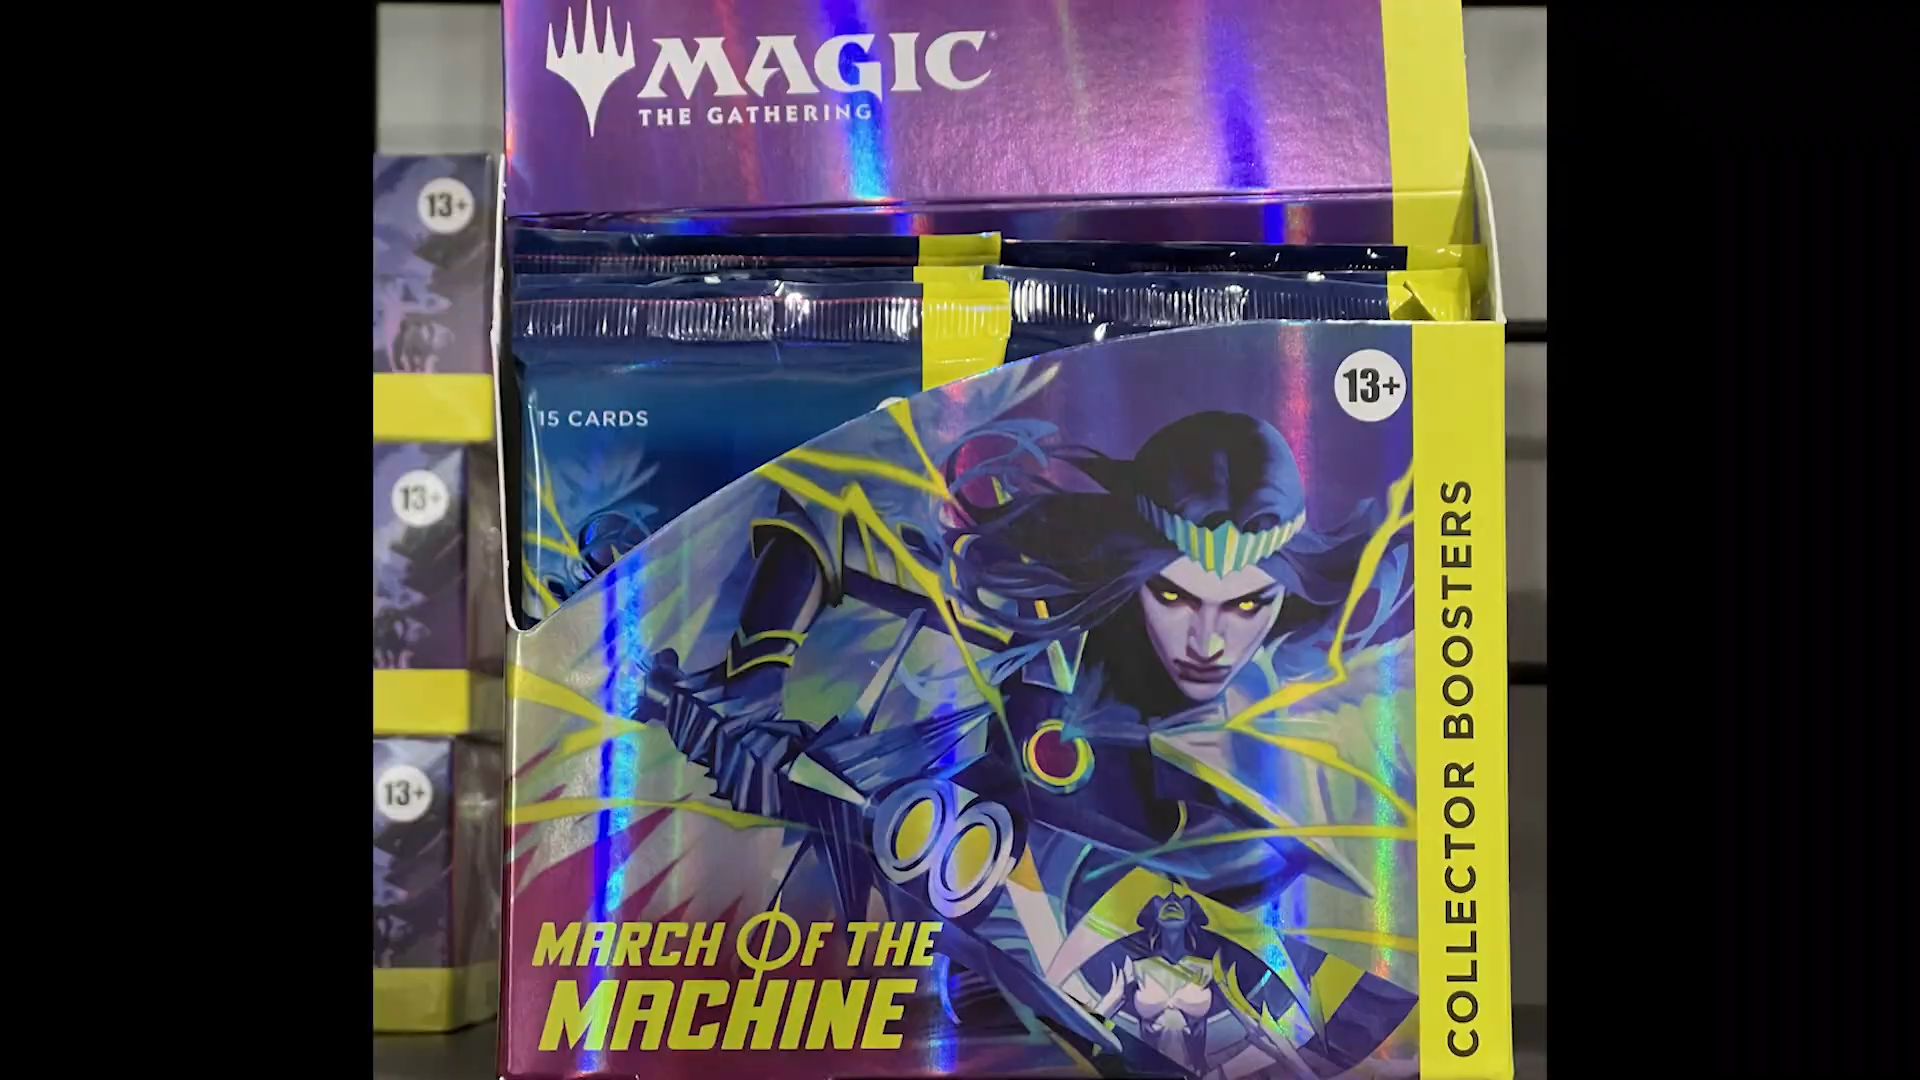 MAGIC
THE GATHERING
13+
15 CARDS
13+
13+
13+
COLLECTOR BOOSTERS
MARCH OF THE
MACHINE